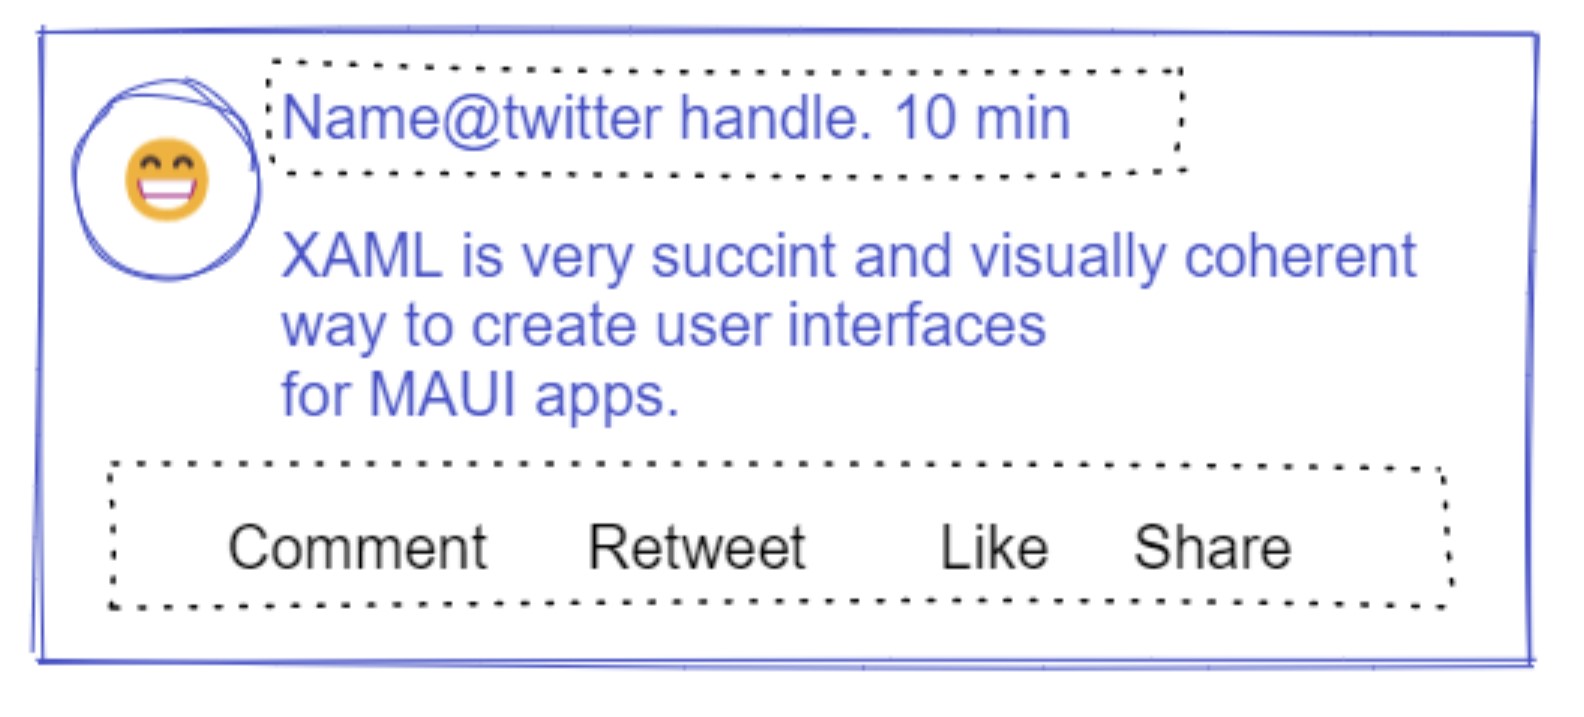 Name@twitter handle. 10 min
XAML is very succint and visually coherent
way to create user interfaces
for MAUI apps.
Comment Retweet Like Share